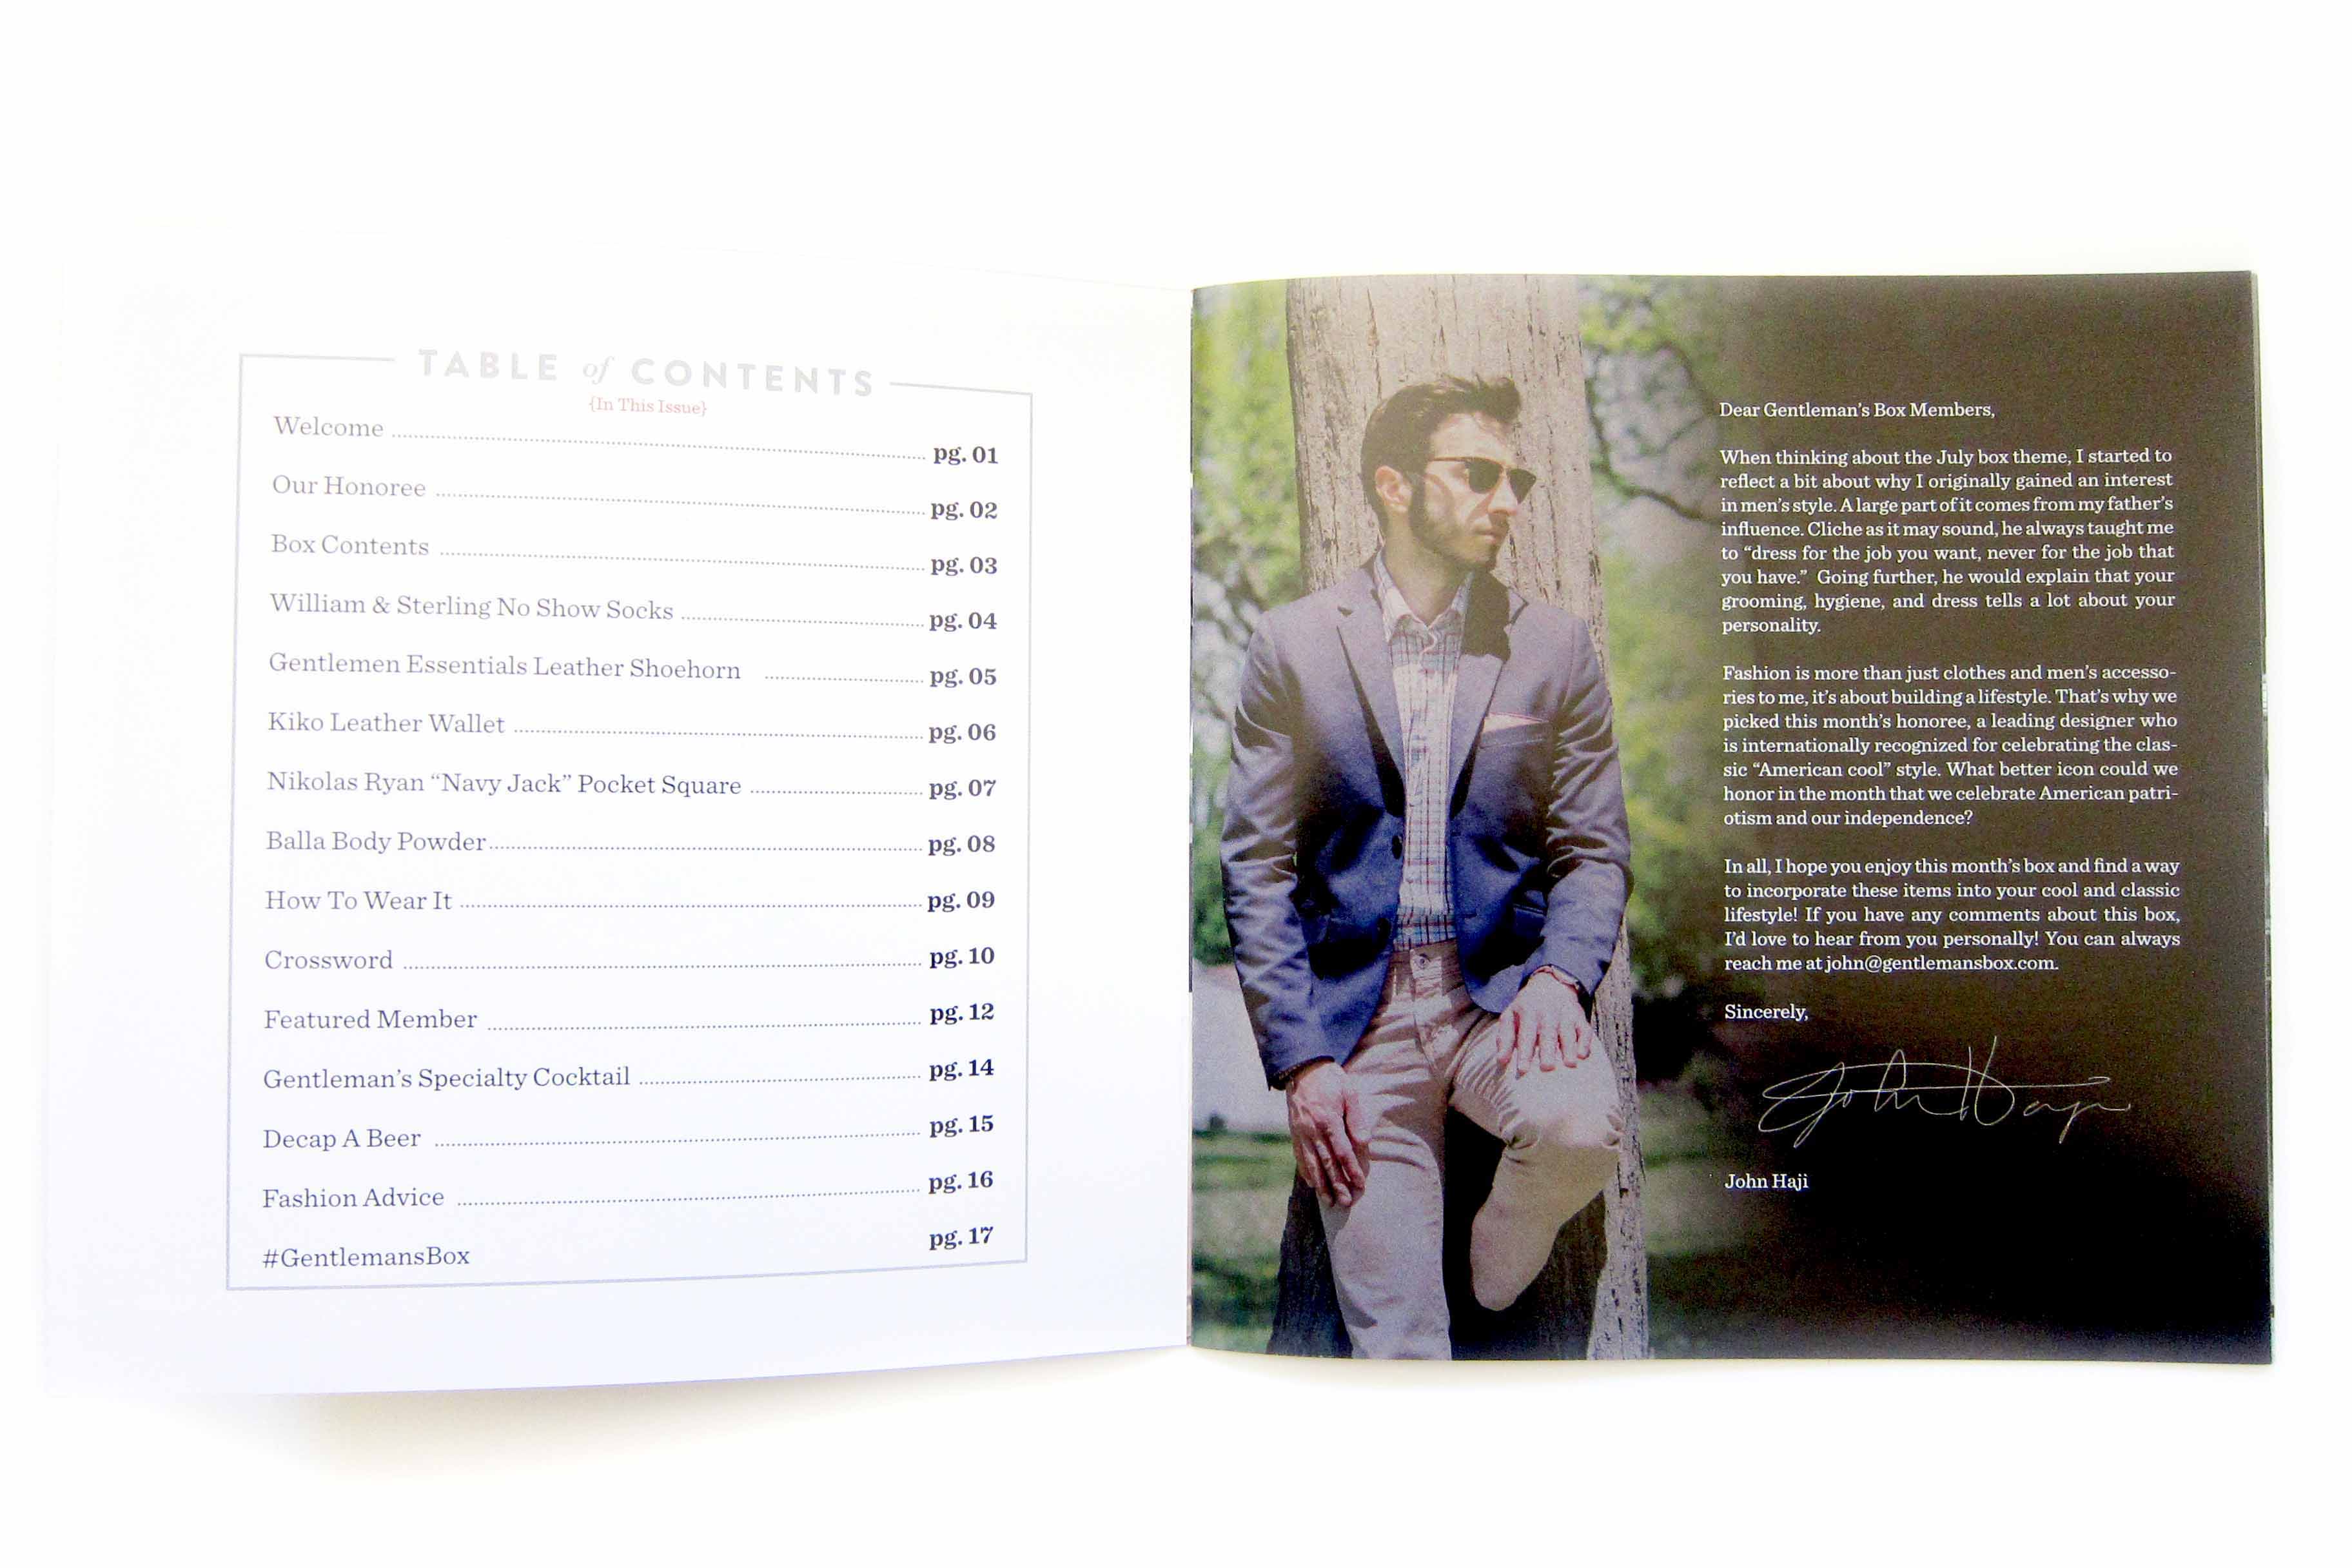 TABLE of CONTENTS
{In This Issue}
Welcome pg. 01
Our Honoree pg. 02
Box Contents pg. 03
William & Sterling No Show Socks pg. 04
Gentlemen Essentials Leather Shoehorn pg. 05
Kiko Leather Wallet pg. 06
Nikolas Ryan “Navy Jack” Pocket Square pg. 07
Balla Body Powder pg. 08
How To Wear It pg. 09
Crossword pg. 10
Featured Member pg. 12
Gentleman’s Specialty Cocktail pg. 14
Decap A Beer pg. 15
Fashion Advice pg. 16
#GentlemansBox pg. 17
Dear Gentleman’s Box Members,
When thinking about the July box theme, I started to
reflect a bit about why I originally gained an interest
in men’s style. A large part of it comes from my father’s
influence. Cliche as it may sound, he always taught me
to “dress for the job you want, never for the job that
you have.” Going further, he would explain that your
grooming, hygiene, and dress tells a lot about your
personality.
Fashion is more than just clothes and men’s accesso-
ries to me, it’s about building a lifestyle. That’s why we
picked this month’s honoree, a leading designer who
is internationally recognized for celebrating the clas-
sic “American cool” style. What better icon could we
honor in the month that we celebrate American patri-
otism and our independence?
In all, I hope you enjoy this month’s box and find a way
to incorporate these items into your cool and classic
lifestyle! If you have any comments about this box,
I’d love to hear from you personally! You can always
reach me at john@gentlemansbox.com.
Sincerely,
John Haji
John Haji